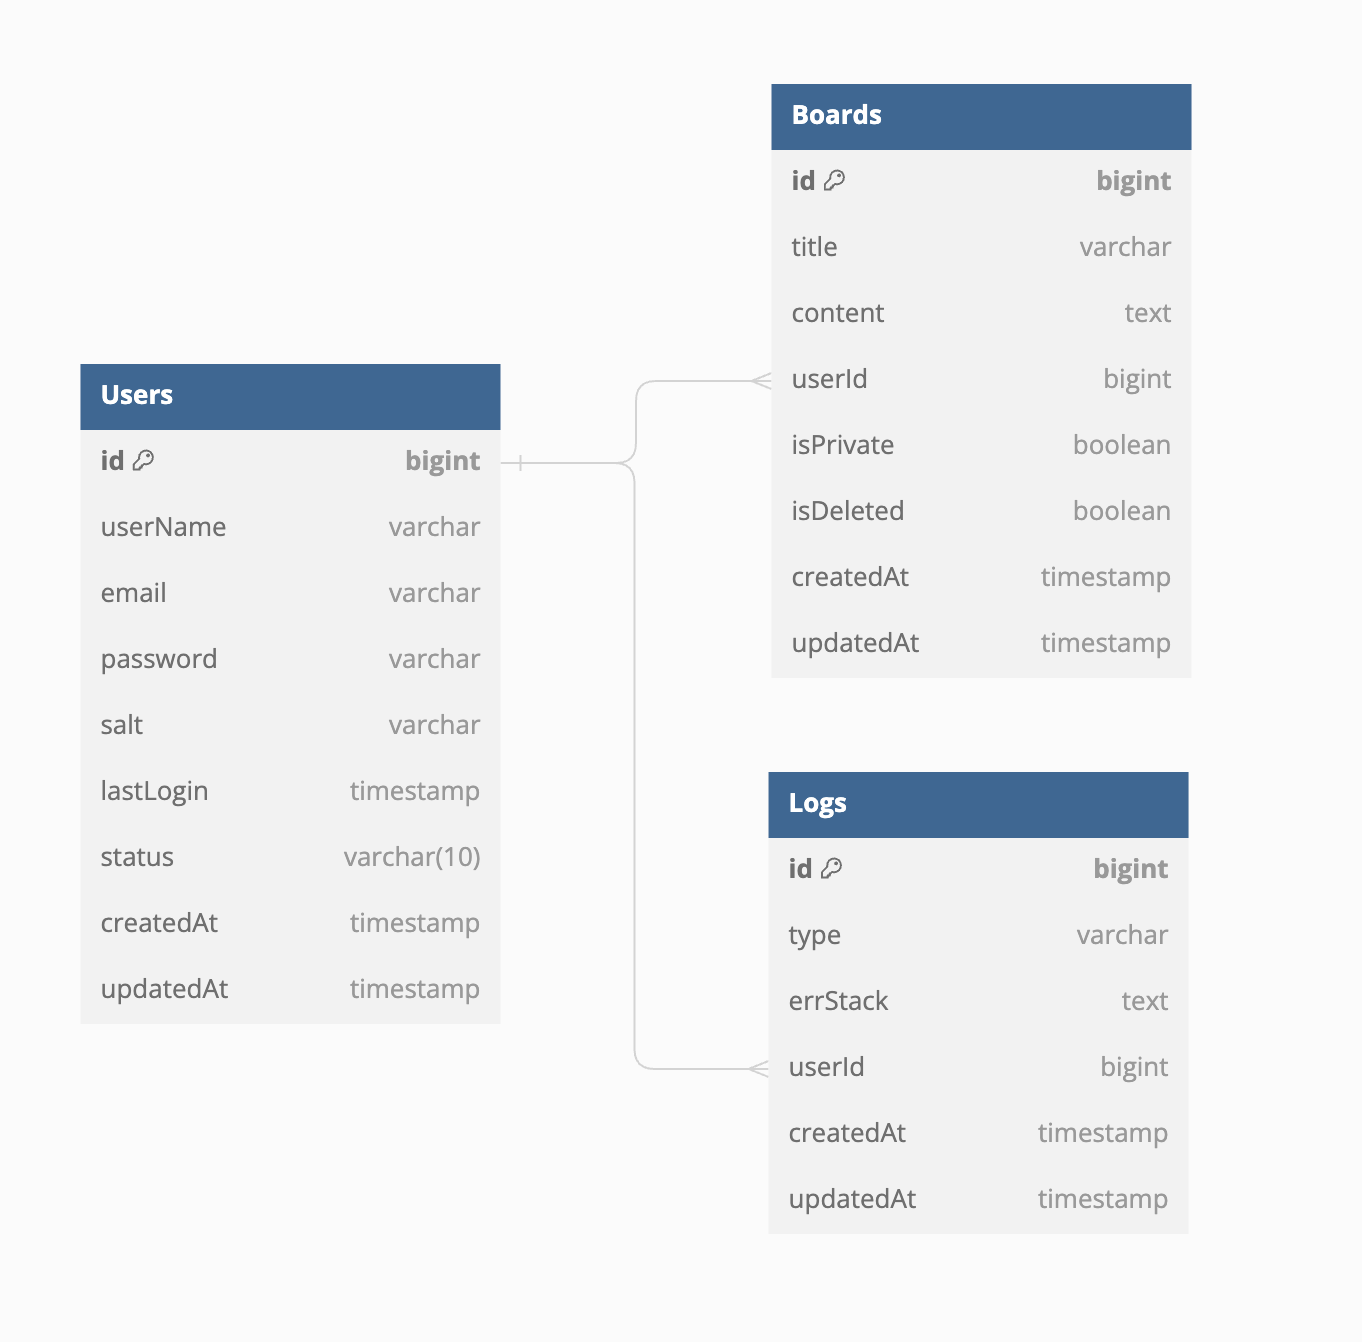 Users
id bigint
userName varchar
email varchar
password varchar
salt varchar
lastLogin timestamp
status varchar(10)
createdAt timestamp
updatedAt timestamp
Boards
id bigint
title varchar
content text
userId bigint
isPrivate boolean
isDeleted boolean
createdAt timestamp
updatedAt timestamp
Logs
id bigint
type varchar
errStack text
userId bigint
createdAt timestamp
updatedAt timestamp